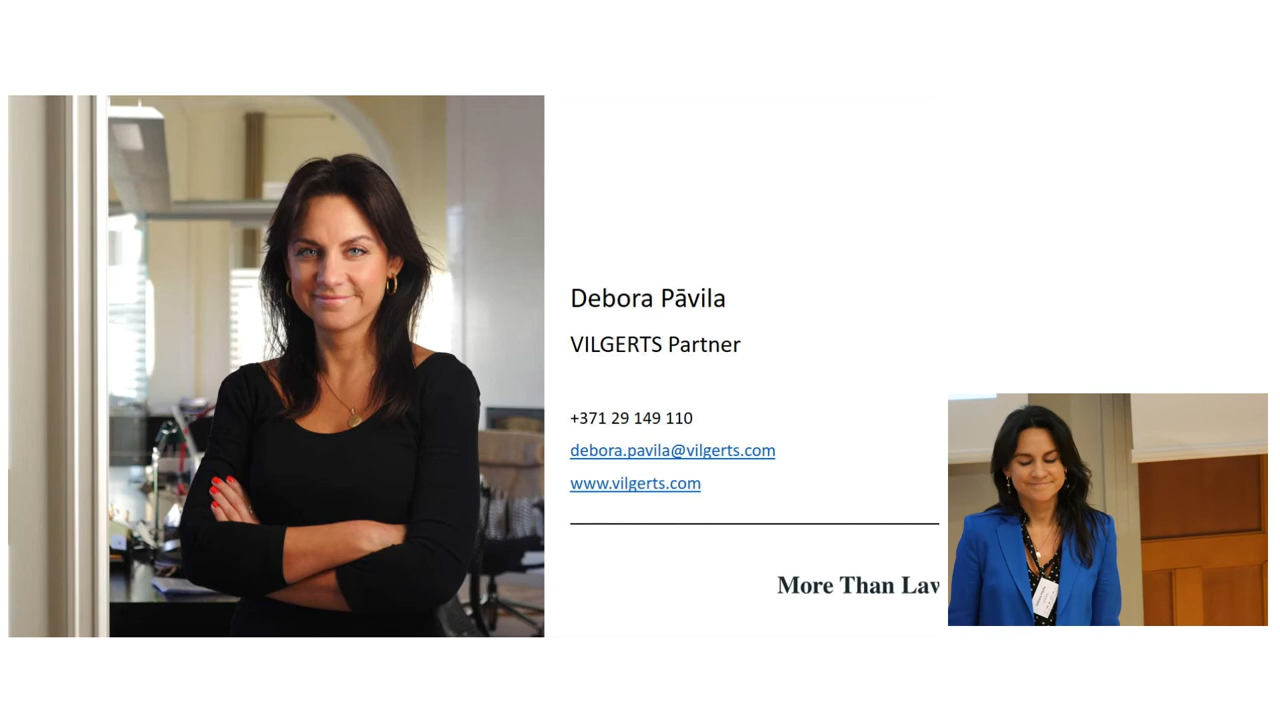 Debora Pāvila
VILGERTS Partner
+371 29 149 110
debora.pavila@vilgerts.com
www.vilgerts.com
More Than Lav